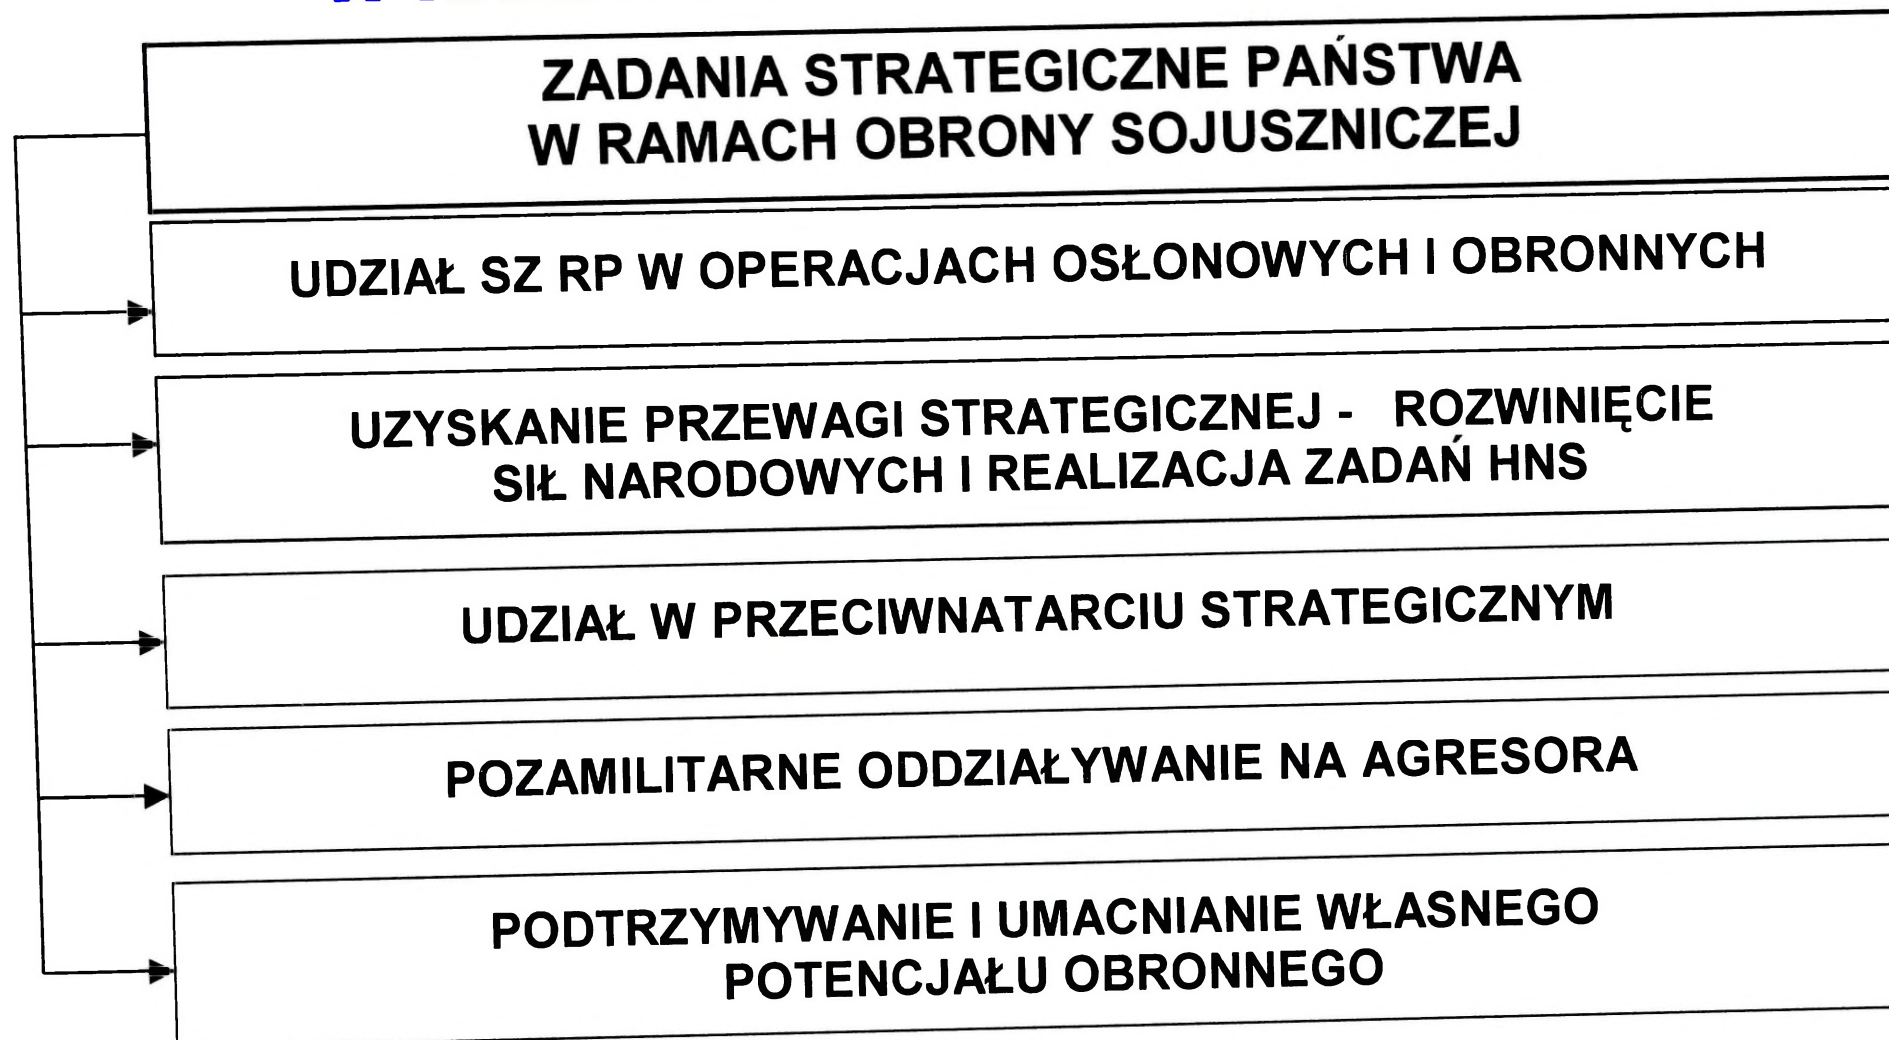 ZADANIA STRATEGICZNE PAŃSTWA
W RAMACH OBRONY SOJUSZNICZEJ
UDZIAŁ SZ RP W OPERACJACH OSŁONOWYCH I OBRONNYCH
UZYSKANIE PRZEWAGI STRATEGICZNEJ - ROZWINIĘCIE
SIŁ NARODOWYCH I REALIZACJA ZADAŃ HNS
UDZIAŁ W PRZECIWNATARCIU STRATEGICZNYM
POZAMILITARNE ODDZIAŁYWANIE NA AGRESORA
PODTRZYMYWANIE I UMACNIANIE WŁASNEGO
POTENCJAŁU OBRONNEGO